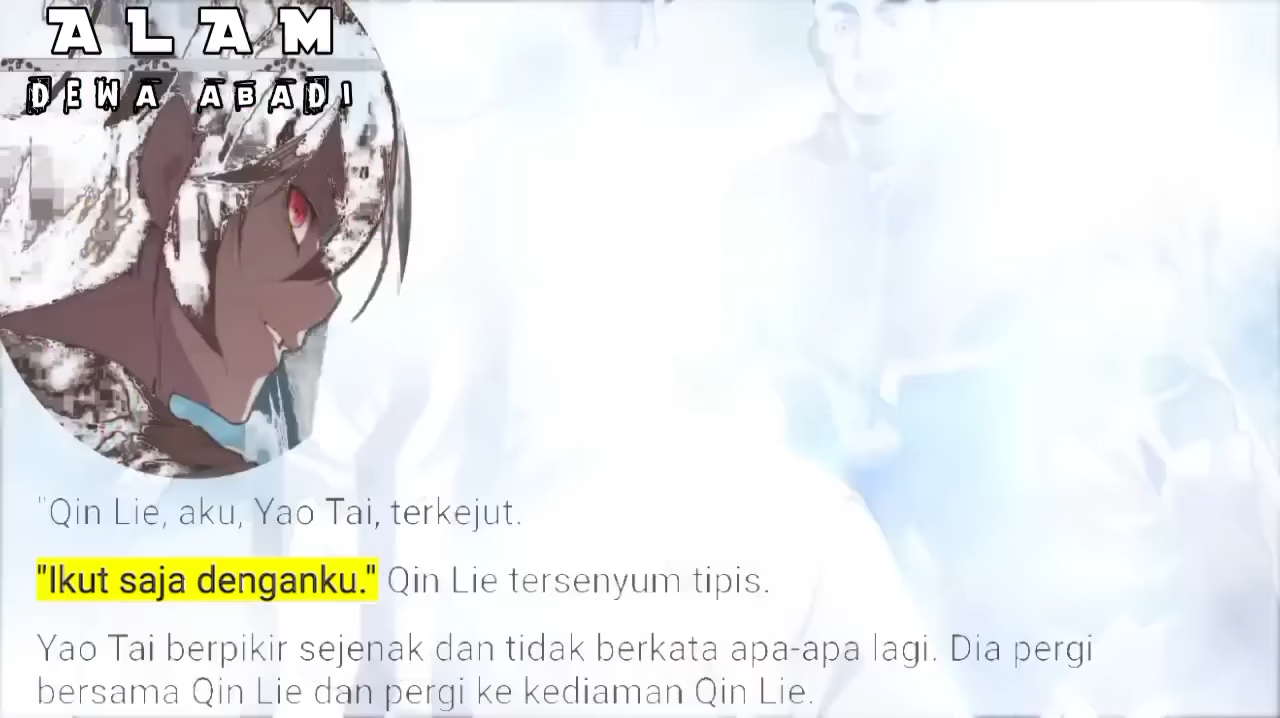 ALAM
DEWA ABADI
"Qin Lie, aku, Yao Tai, terkejut.
"Ikut saja denganku." Qin Lie tersenyum tipis.
Yao Tai berpikir sejenak dan tidak berkata apa-apa lagi. Dia pergi
bersama Qin Lie dan pergi ke kediaman Qin Lie.